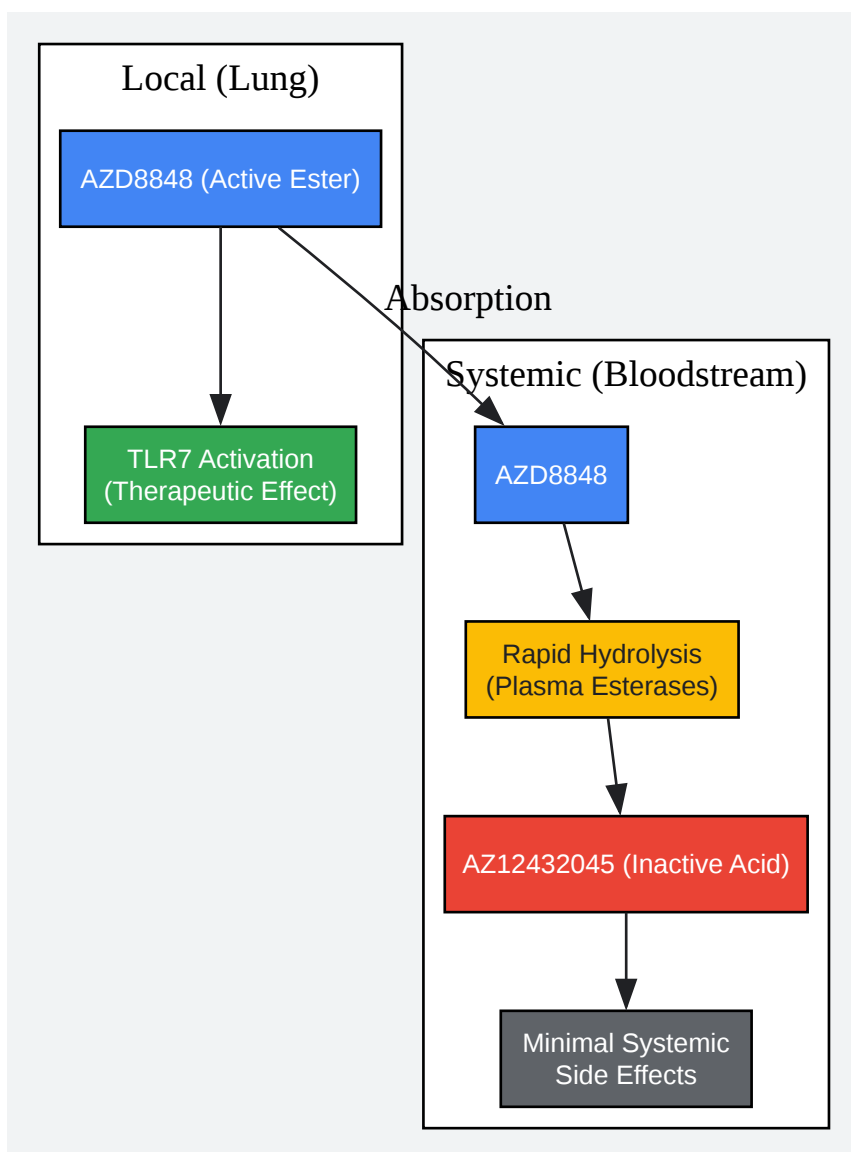 Local (Lung)
AZD8848 (Active Ester)
Absorption
TLR7 Activation
(Therapeutic Effect)
Systemic (Bloodstream)
AZD8848
Rapid Hydrolysis
(Plasma Esterases)
AZ12432045 (Inactive Acid)
Minimal Systemic
Side Effects